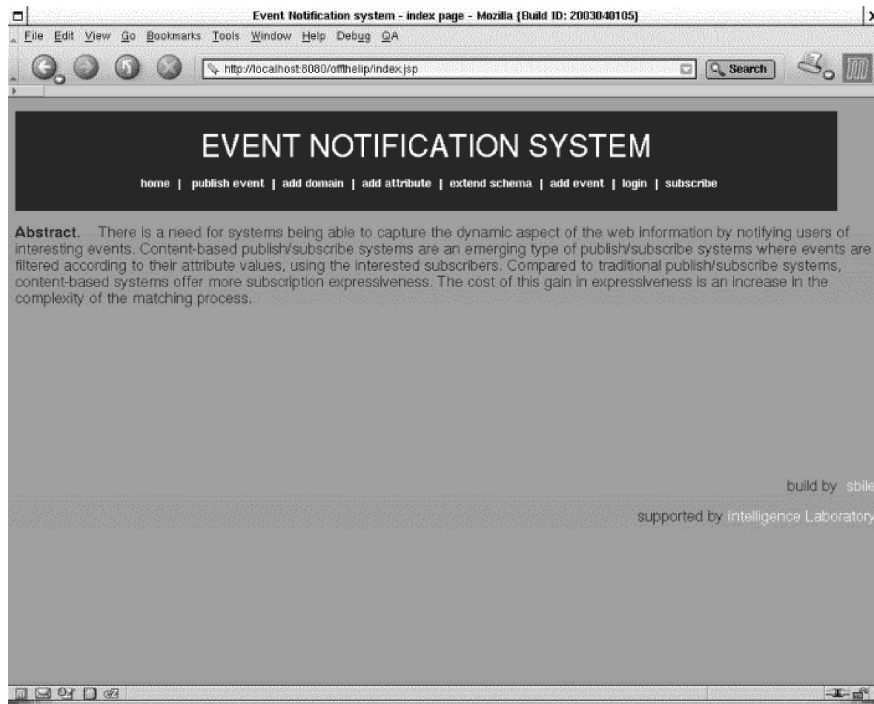 Event Notification system - index page - Mozilla {Build ID: 2003040105}
File Edit View Go Bookmarks Tools Window Help Debug QA
http://localhost:8080/offthelip/index.jsp Search
EVENT NOTIFICATION SYSTEM
home | publish event | add domain | add attribute | extend schema | add event | login | subscribe
Abstract. There is a need for systems being able to capture the dynamic aspect of the web information by notifying users of
interesting events. Content-based publish/subscribe systems are an emerging type of publish/subscribe systems where events are
filtered according to their attribute values, using the interested subscribers. Compared to traditional publish/subscribe systems,
content-based systems offer more subscription expressiveness. The cost of this gain in expressiveness is an increase in the
complexity of the matching process.
build by sbile
supported by Intelligence Laboratory